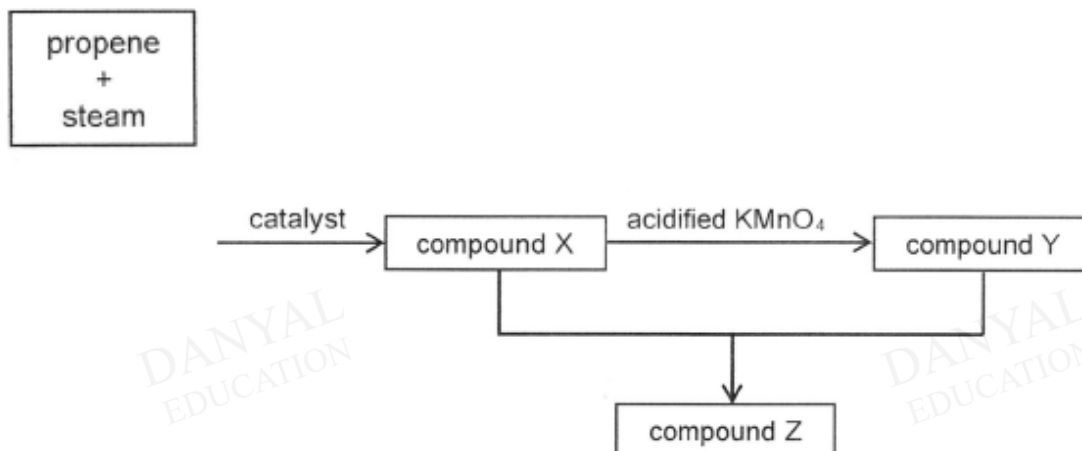 propene
+
steam
catalyst
compound X
acidified KMnO₄
compound Y
DANYAL
EDUCATION
DANYAL
EDUCATION
compound Z